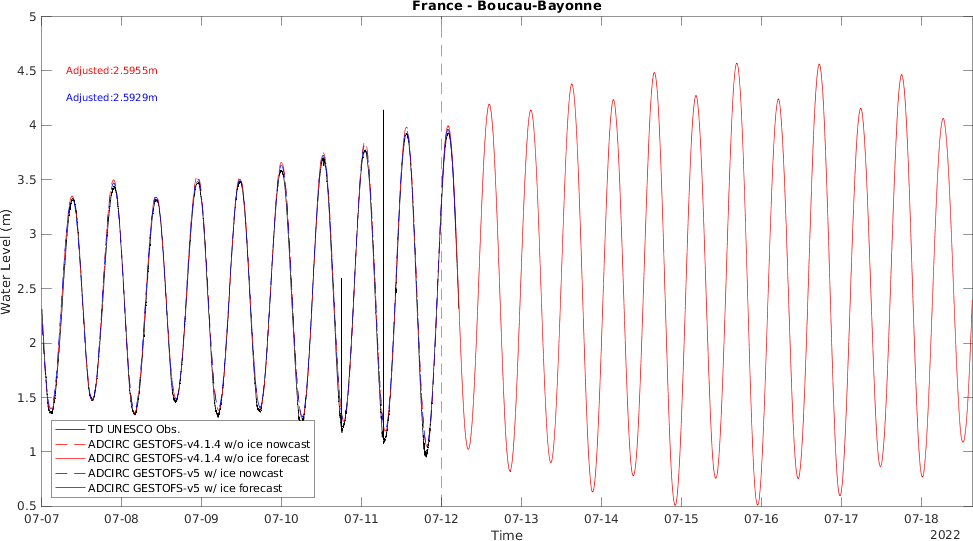 France - Boucau-Bayonne
5
4.5
4
3.5
3
2.5
2
1.5
1
0.5
Water Level (m)
Adjusted:2.5955m
Adjusted:2.5929m
TD UNESCO Obs.
ADCIRC GESTOFS-v4.1.4 w/o ice nowcast
ADCIRC GESTOFS-v4.1.4 w/o ice forecast
ADCIRC GESTOFS-v5 w/ ice nowcast
ADCIRC GESTOFS-v5 w/ ice forecast
07-07 07-08 07-09 07-10 07-11 07-12 07-13 07-14 07-15 07-16 07-17 07-18
Time
2022